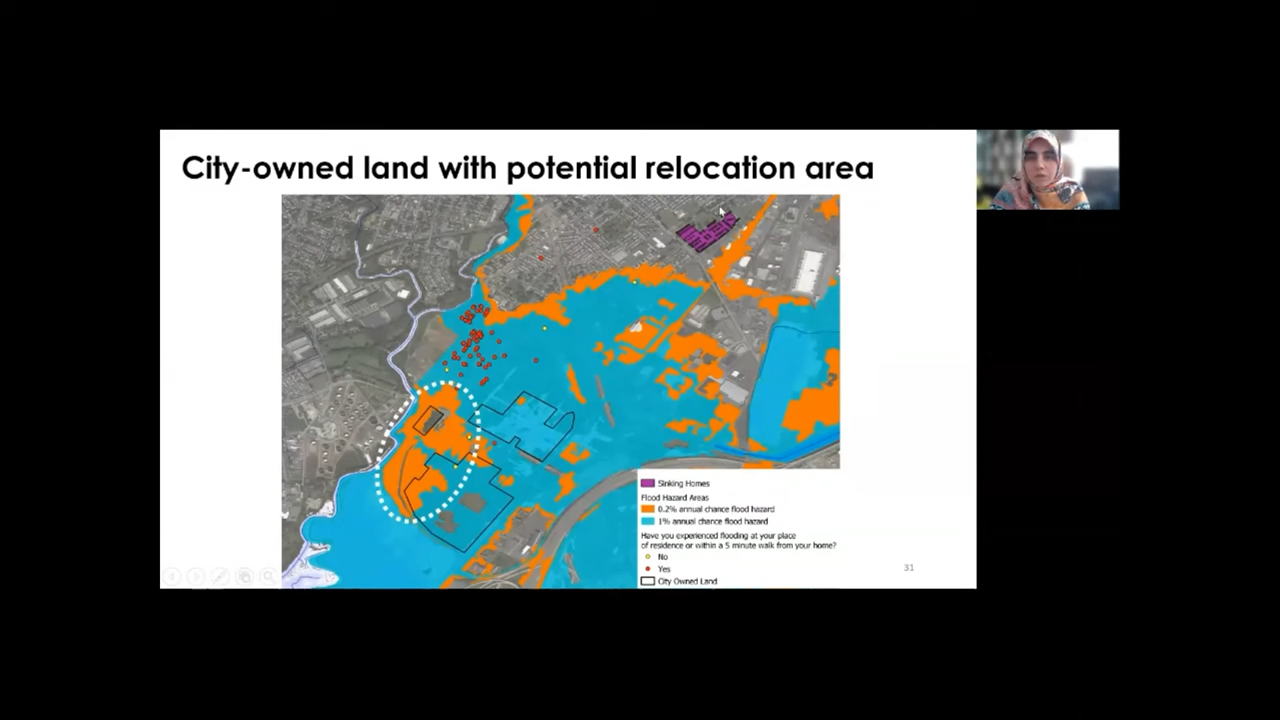 City-owned land with potential relocation area
Sinking Homes
Flood Hazard Areas
0.2% annual chance flood hazard
1% annual chance flood hazard
Have you experienced flooding at your place
of residence or within a 5 minute walk from your home?
No
Yes
City Owned Land
31